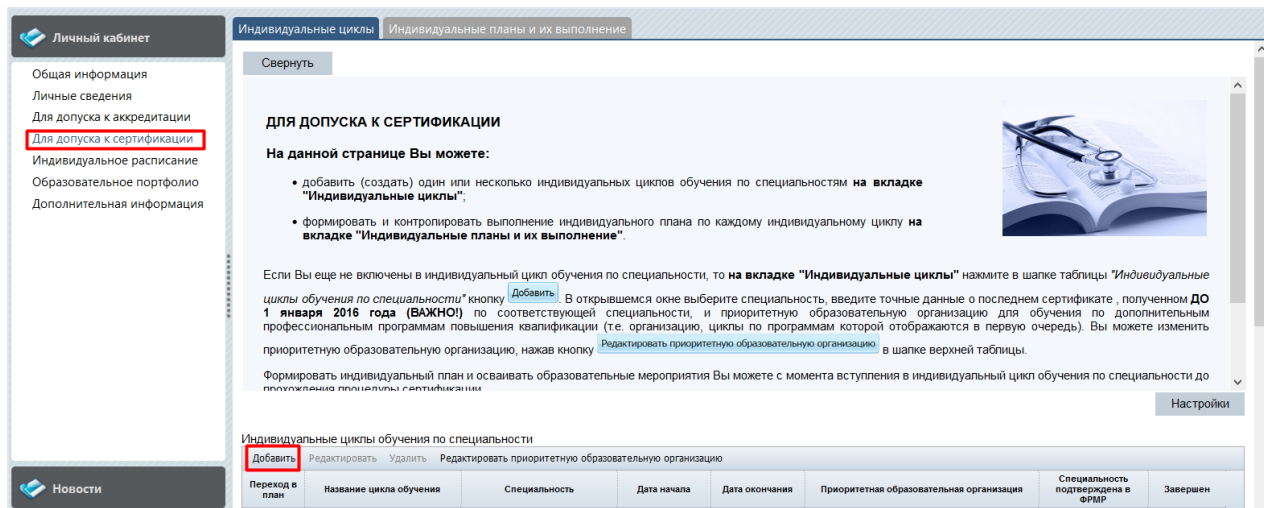 Личный кабинет
Общая информация
Личные сведения
Для допуска к аккредитации
Для допуска к сертификации
Индивидуальное расписание
Образовательное портфолио
Дополнительная информация
Новости
Индивидуальные циклы Индивидуальные планы и их выполнение
Свернуть
ДЛЯ ДОПУСКА К СЕРТИФИКАЦИИ
На данной странице Вы можете:
• добавить (создать) один или несколько индивидуальных циклов обучения по специальностям на вкладке
"Индивидуальные циклы";
• формировать и контролировать выполнение индивидуального плана по каждому индивидуальному циклу на
вкладке "Индивидуальные планы и их выполнение".
Если Вы еще не включены в индивидуальный цикл обучения по специальности, то на вкладке "Индивидуальные циклы" нажмите в шапке таблицы "Индивидуальные
циклы обучения по специальности" кнопку Добавить . В открывшемся окне выберите специальность, введите точные данные о последнем сертификате , полученном ДО
1 января 2016 года (ВАЖНО!) по соответствующей специальности, и приоритетную образовательную организацию для обучения по дополнительным
профессиональным программам повышения квалификации (т.е. организацию, циклы по программам которой отображаются в первую очередь). Вы можете изменить
приоритетную образовательную организацию, нажав кнопку Редактировать приоритетную образовательную организацию в шапке верхней таблицы.
Формировать индивидуальный план и осваивать образовательные мероприятия Вы можете с момента вступления в индивидуальный цикл обучения по специальности до
прохождения процедуры сертификации
Настройки
Индивидуальные циклы обучения по специальности
Добавить Редактировать Удалить Редактировать приоритетную образовательную организацию
Переход в
план
Название цикла обучения
Специальность
Дата начала
Дата окончания
Приоритетная образовательная организация
Специальность
подтверждена в
ФРМР
Завершен